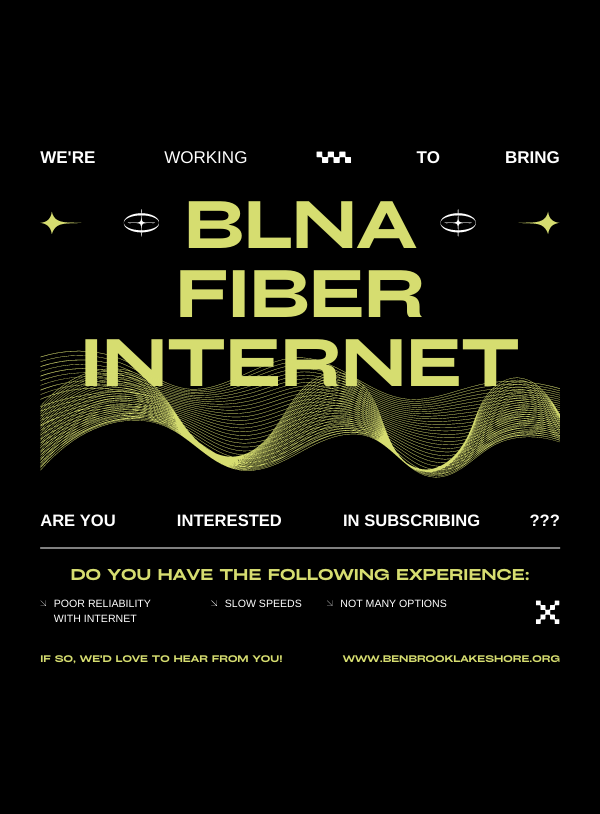 WE'RE WORKING TO BRING
BLNA
FIBER
INTERNET
ARE YOU INTERESTED IN SUBSCRIBING ???
DO YOU HAVE THE FOLLOWING EXPERIENCE:
POOR RELIABILITY
WITH INTERNET
SLOW SPEEDS
NOT MANY OPTIONS
IF SO, WE'D LOVE TO HEAR FROM YOU!
WWW.BENBROOKLAKESHORE.ORG